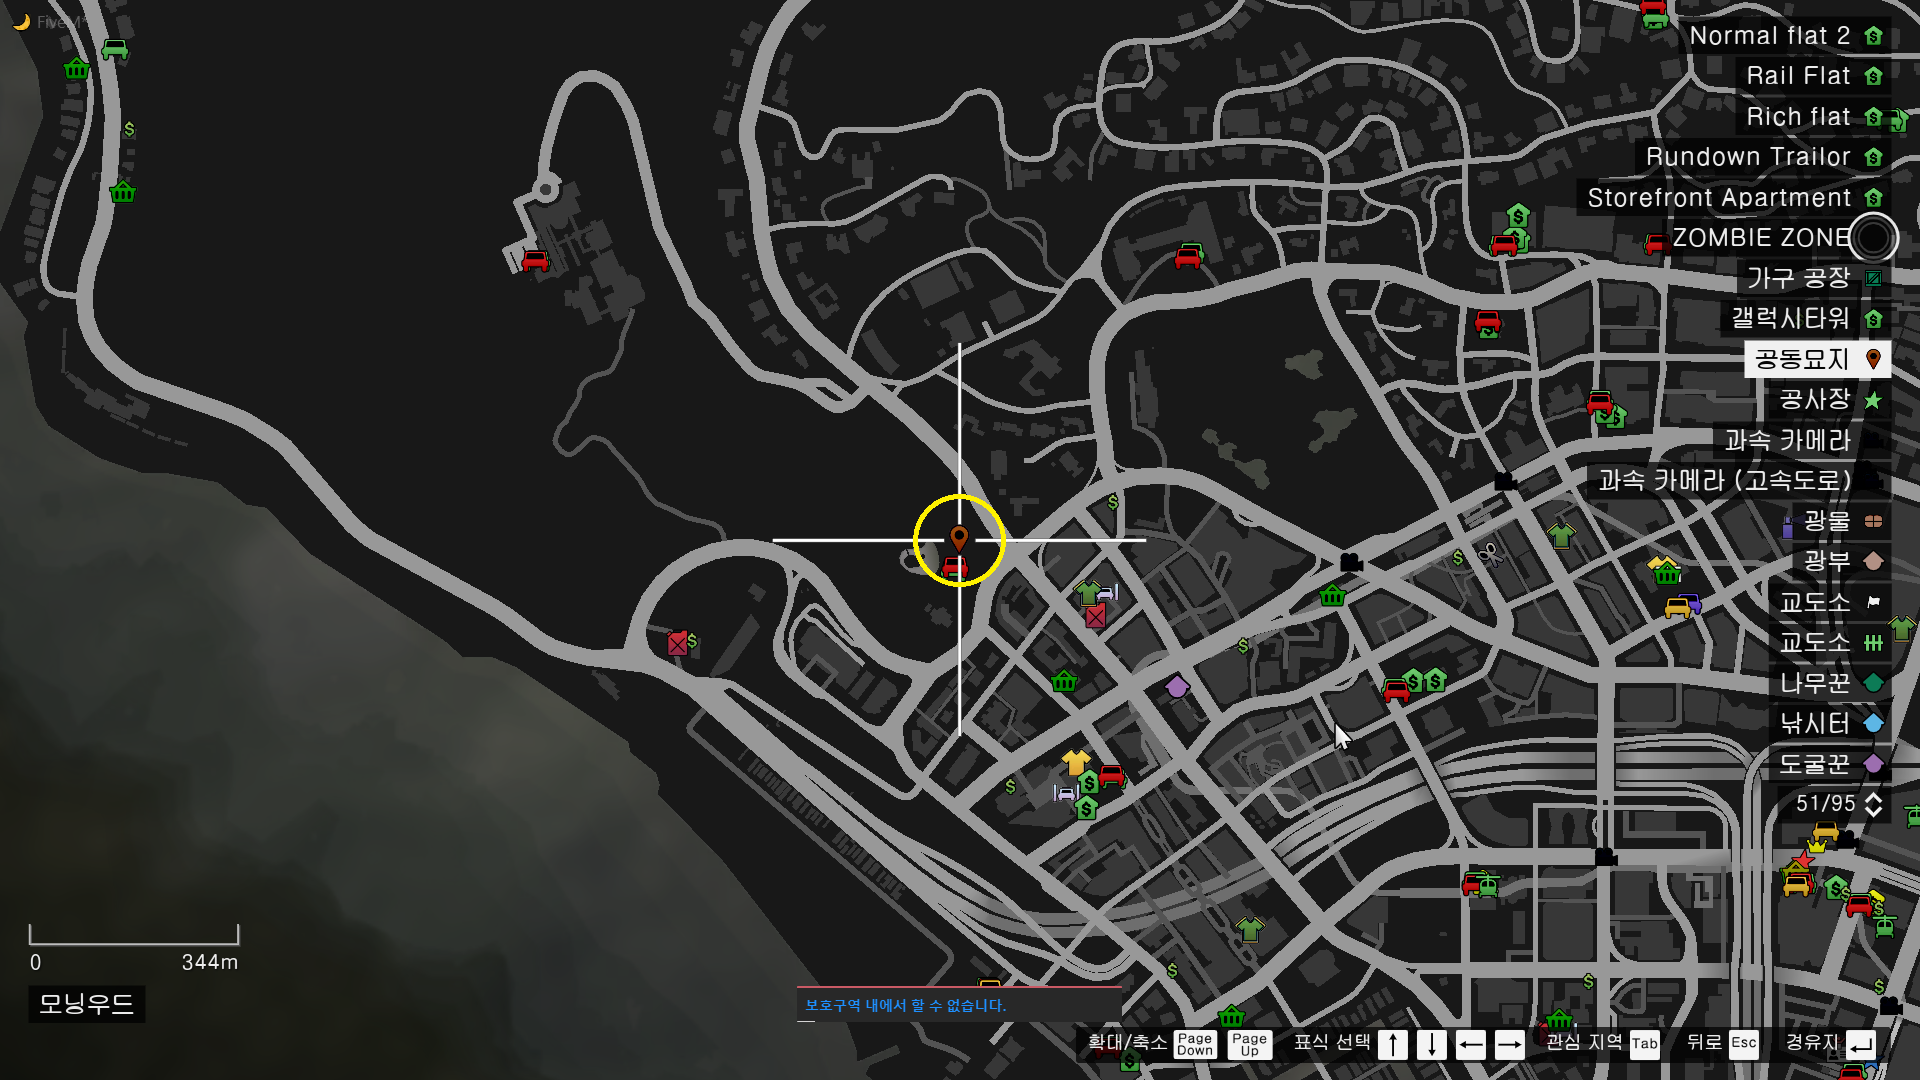 FiveM
Normal flat 2
Rail Flat
Rich flat
Rundown Trailor
Storefront Apartment
ZOMBIE ZONE
가구 공장
갤럭시타워
공동묘지
공사장
과속 카메라
과속 카메라 (고속도로)
광물
광부
교도소
교도소
나무꾼
낚시터
도굴꾼
51/95
0 344m
모닝우드
보호구역 내에서 할 수 없습니다.
확대/축소 Page Down Page Up 표식 선택 ↑ ↓ ← → 관심 지역 Tab 뒤로 Esc 경유지